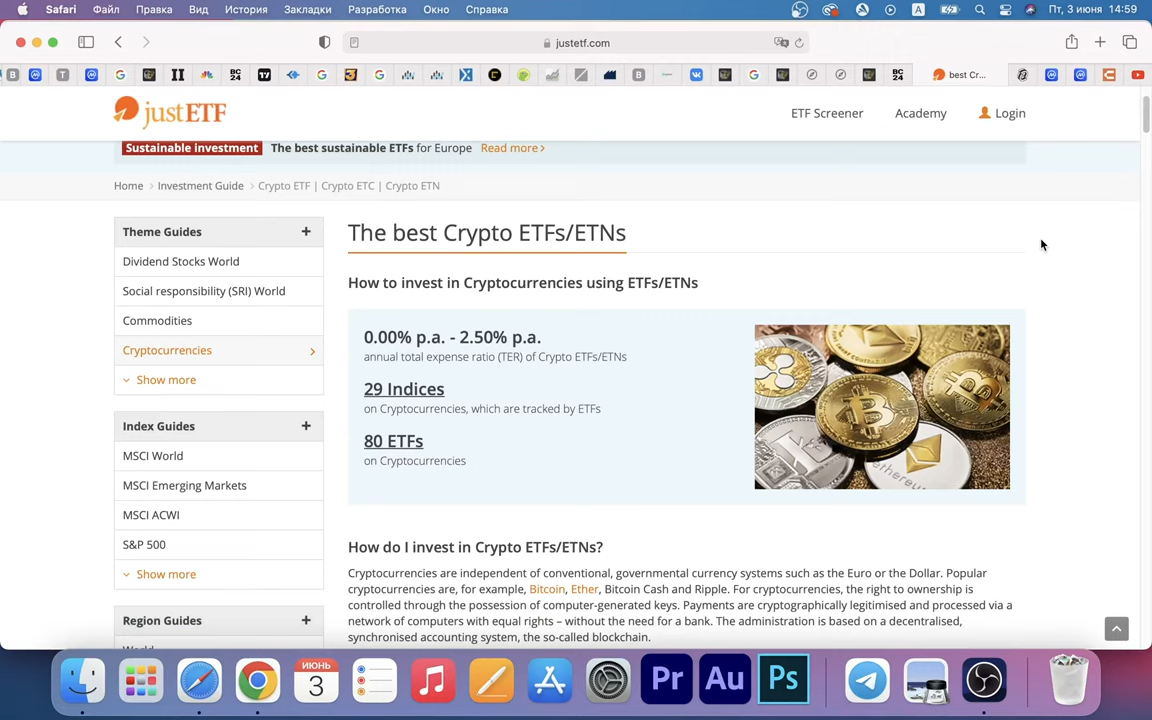 Safari Файл Правка Вид История Закладки Разработка Окно Справка A Пт, 3 июня 14:59
justetf.com
best Cr...
justETF
ETF Screener Academy Login
Sustainable investment The best sustainable ETFs for Europe Read more
Home Investment Guide Crypto ETF | Crypto ETC | Crypto ETN
Theme Guides +
Dividend Stocks World
Social responsibility (SRI) World
Commodities
Cryptocurrencies
Show more
Index Guides +
MSCI World
MSCI Emerging Markets
MSCI ACWI
S&P 500
Show more
Region Guides +
The best Crypto ETFs/ETNs
How to invest in Cryptocurrencies using ETFs/ETNs
0.00% p.a. - 2.50% p.a.
annual total expense ratio (TER) of Crypto ETFs/ETNs
29 Indices
on Cryptocurrencies, which are tracked by ETFs
80 ETFs
on Cryptocurrencies
How do I invest in Crypto ETFs/ETNs?
Cryptocurrencies are independent of conventional, governmental currency systems such as the Euro or the Dollar. Popular
cryptocurrencies are, for example, Bitcoin, Ether, Bitcoin Cash and Ripple. For cryptocurrencies, the right to ownership is
controlled through the possession of computer-generated keys. Payments are cryptographically legitimised and processed via a
network of computers with equal rights – without the need for a bank. The administration is based on a decentralised,
synchronised accounting system, the so-called blockchain.
ИЮНЬ
3
Pr Au Ps